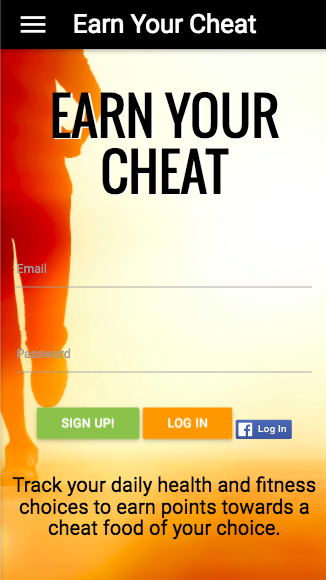 Earn Your Cheat
EARN YOUR
CHEAT
Email
Password
SIGN UP!
LOG IN
f Log In
Track your daily health and fitness
choices to earn points towards a
cheat food of your choice.